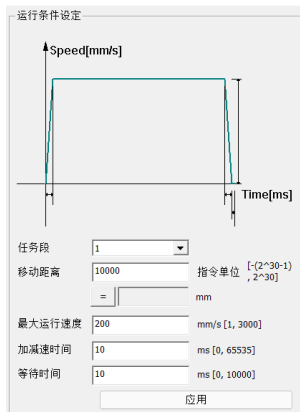 运行条件设定
Speed[mm/s]
Time[ms]
任务段 1
移动距离 10000 指令单位 [-(2^30-1)
, 2^30]
= mm
最大运行速度 200 mm/s [1, 3000]
加减速时间 10 ms [0, 65535]
等待时间 10 ms [0, 10000]
应用